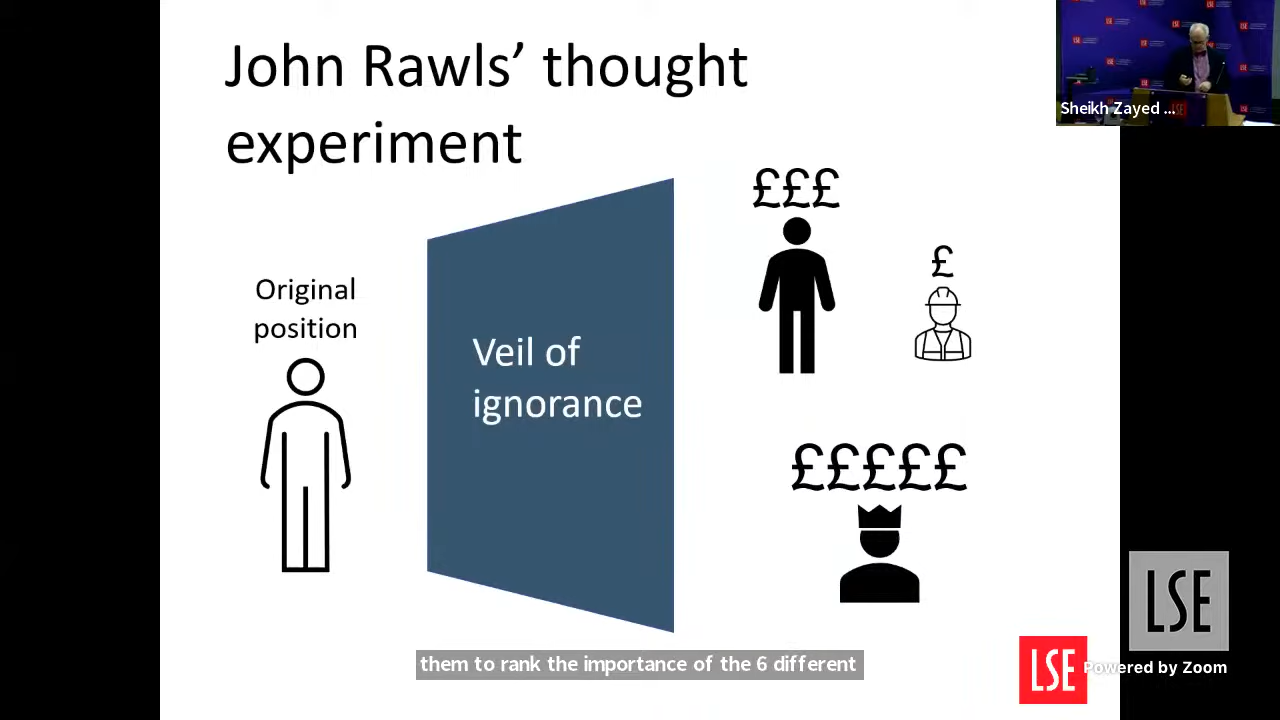 John Rawls’ thought
experiment
Sheikh Zayed ...
LSE
£££
£
Original
position
Veil of
ignorance
£££££
LSE
them to rank the importance of the 6 different
LSE
Powered by Zoom